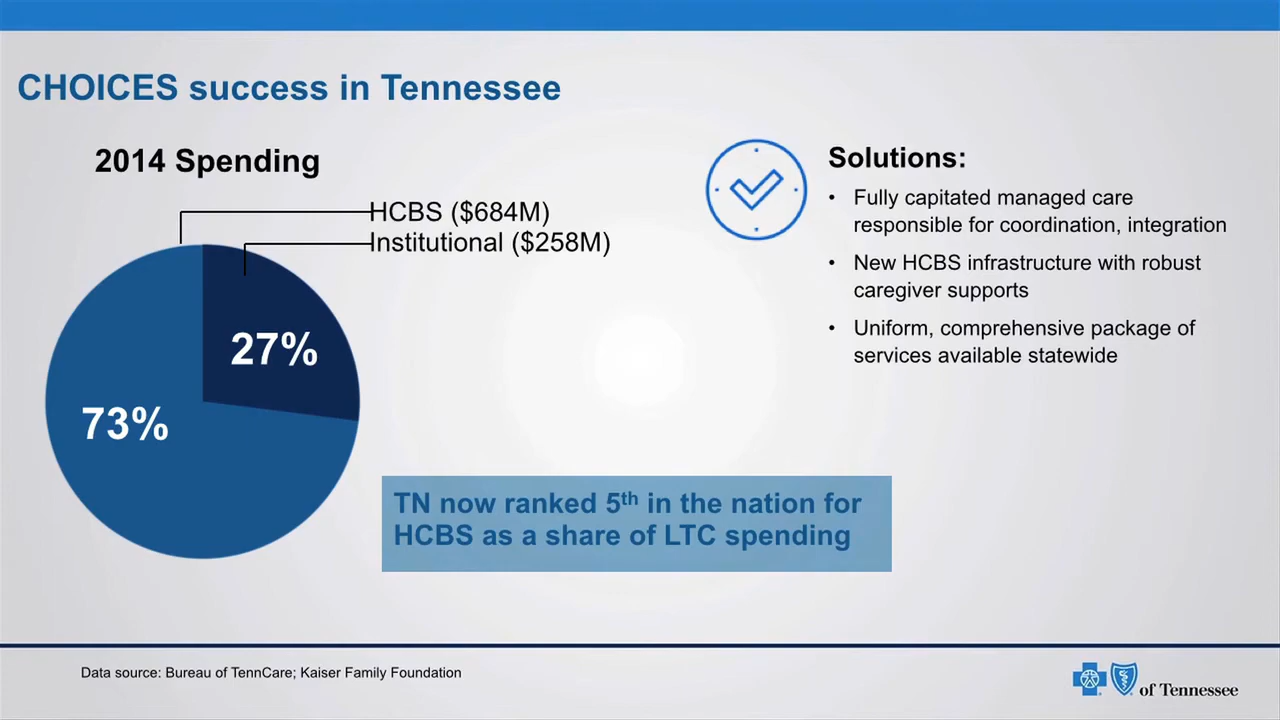 CHOICES success in Tennessee
2014 Spending
HCBS ($684M)
Institutional ($258M)
27%
73%
Solutions:
• Fully capitated managed care
responsible for coordination, integration
• New HCBS infrastructure with robust
caregiver supports
• Uniform, comprehensive package of
services available statewide
TN now ranked 5th in the nation for
HCBS as a share of LTC spending
Data source: Bureau of TennCare; Kaiser Family Foundation
of Tennessee